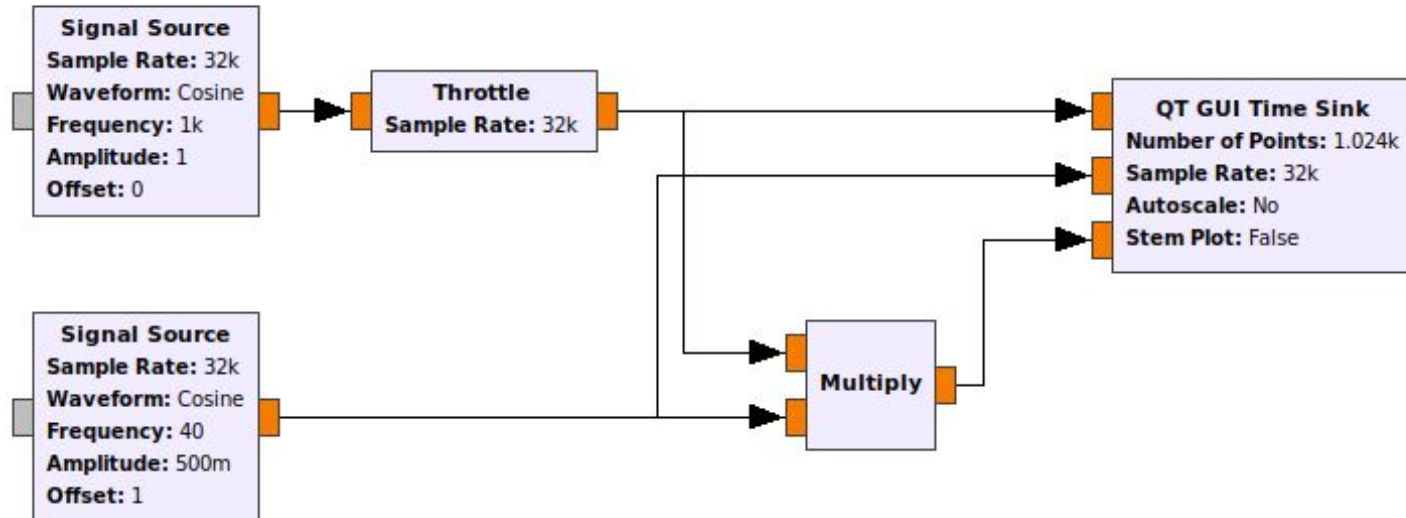 Signal Source
Sample Rate: 32k
Waveform: Cosine
Frequency: 1k
Amplitude: 1
Offset: 0
Throttle
Sample Rate: 32k
QT GUI Time Sink
Number of Points: 1.024k
Sample Rate: 32k
Autoscale: No
Stem Plot: False
Signal Source
Sample Rate: 32k
Waveform: Cosine
Frequency: 40
Amplitude: 500m
Offset: 1
Multiply